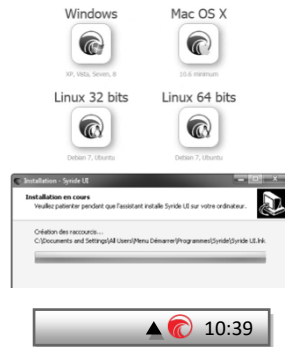 Windows
Mac OS X
XP, Vista, Seven, 8
10.6 minimum
Linux 32 bits
Linux 64 bits
Debian 7, Ubuntu
Debian 7, Ubuntu
Installation - Syride UI
Installation en cours
Veuillez patienter pendant que l'assistant installe Syride UI sur votre ordinateur.
Création des raccourcis...
C:\Documents and Settings\All Users\Menu Démarrer\Programmes\Syride\Syride UI.lnk
10:39